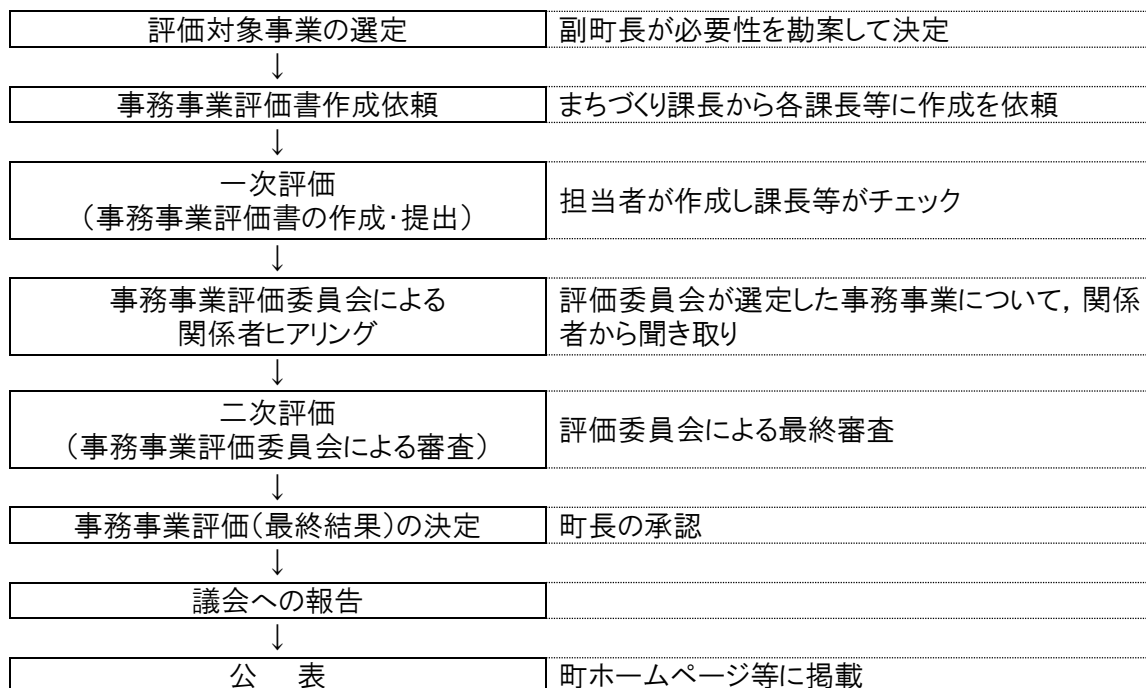 評価対象事業の選定 副町長が必要性を勘案して決定
↓
事務事業評価書作成依頼 まちづくり課長から各課長等に作成を依頼
↓
一次評価
（事務事業評価書の作成・提出） 担当者が作成し課長等がチェック
↓
事務事業評価委員会による
関係者ヒアリング
評価委員会が選定した事務事業について，関係
者から聞き取り
↓
二次評価
（事務事業評価委員会による審査） 評価委員会による最終審査
↓
事務事業評価（最終結果）の決定 町長の承認
↓
議会への報告
↓
公　表 町ホームページ等に掲載